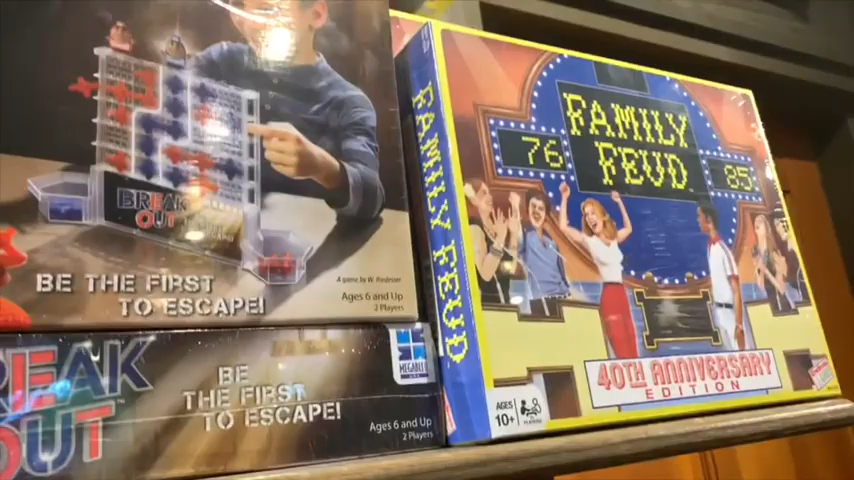 BREAK
OUT
BE THE FIRST
TO ESCAPE!
A game by W. Riedesser
Ages 6 and Up
2 Players
BREAK
OUT
BE
THE FIRST
TO ESCAPE!
MEGABLEU
Ages 6 and Up
2 Players
FAMILY FEUD
FAMILY
FEUD
76
85
40TH ANNIVERSARY
EDITION
AGES
10+